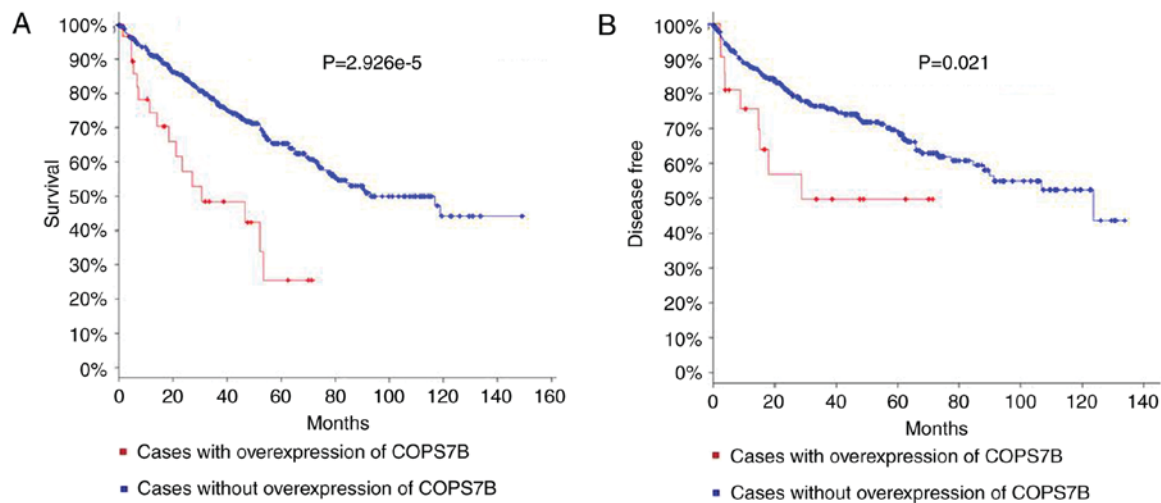 A
P=2.926e-5
Survival
100%
90%
80%
70%
60%
50%
40%
30%
20%
10%
0%
0 20 40 60 80 100 120 140 160
Months
Cases with overexpression of COPS7B
Cases without overexpression of COPS7B
B
P=0.021
Disease free
100%
90%
80%
70%
60%
50%
40%
30%
20%
10%
0%
0 20 40 60 80 100 120 140
Months
Cases with overexpression of COPS7B
Cases without overexpression of COPS7B